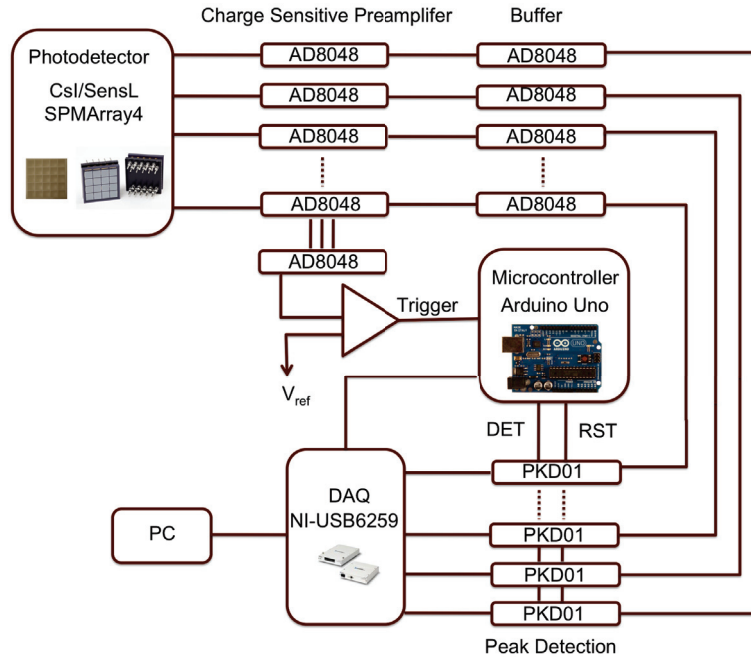 Charge Sensitive Preamplifer
Buffer
Photodetector
CsI/SensL
SPMArray4
AD8048
AD8048
AD8048
AD8048
AD8048
AD8048
AD8048
AD8048
AD8048
Microcontroller
Arduino Uno
Trigger
Vref
DET
RST
PKD01
DAQ
NI-USB6259
PC
PKD01
PKD01
PKD01
Peak Detection